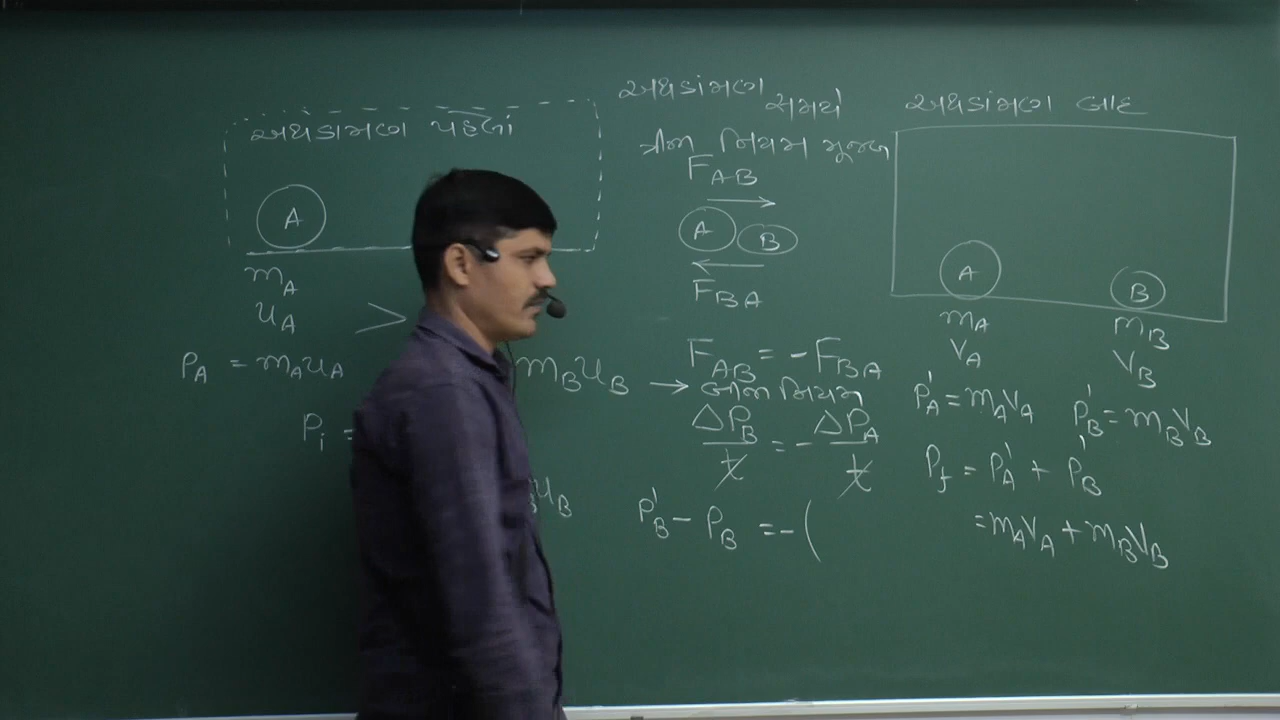 અથડામણ પહેલાં
A
m_A
u_A
>
P_A = m_A u_A
m_B u_B
P_i =
u_B
અથડામણ
સમયે
ત્રીજા નિયમ મુજબ
F_AB
A B
F_BA
F_AB = -F_BA
→ બીજા નિયમ
ΔP_B/t = - ΔP_A/t
P'_B - P_B = -(
અથડામણ બાદ
A B
m_A m_B
V_A V_B
P'_A = m_A V_A P'_B = m_B V_B
P_f = P'_A + P'_B
= m_A V_A + m_B V_B